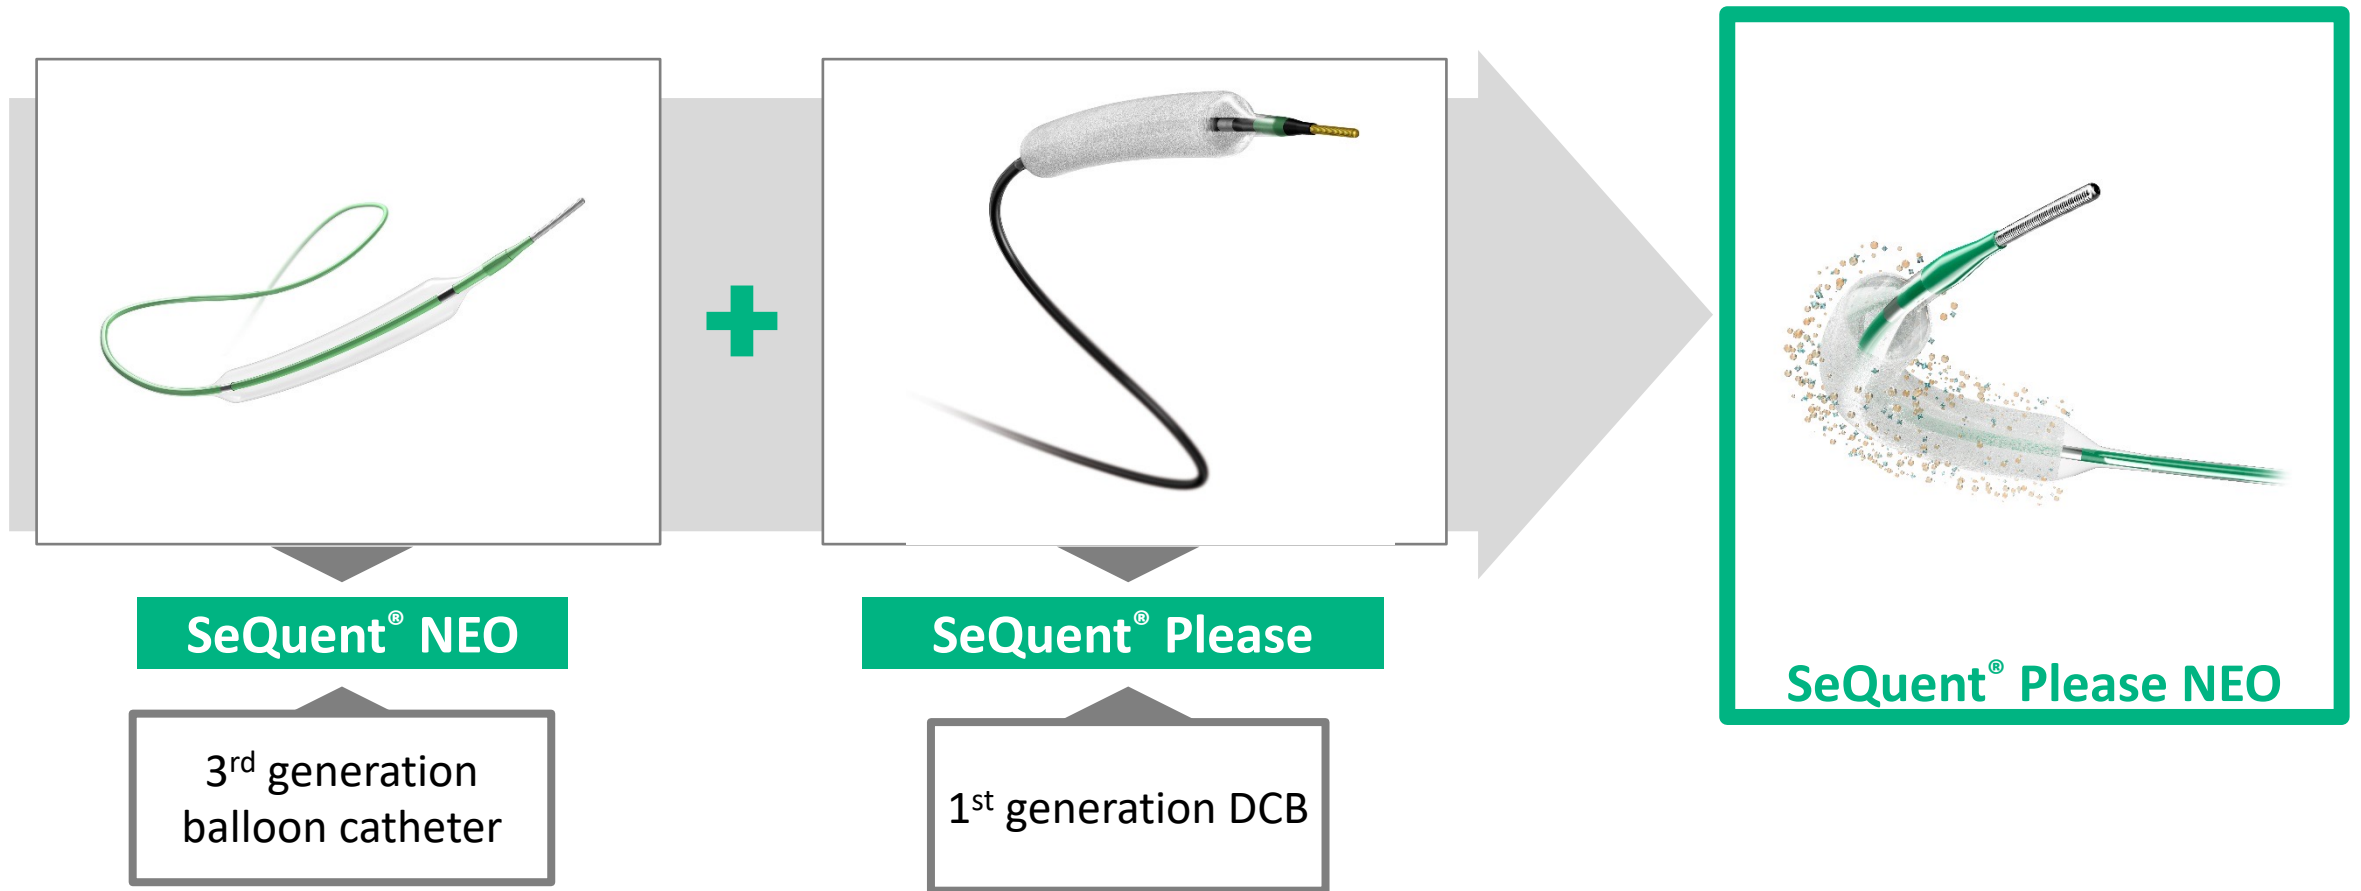 SeQuent® NEO
3rd generation
balloon catheter
SeQuent® Please
1st generation DCB
SeQuent® Please NEO